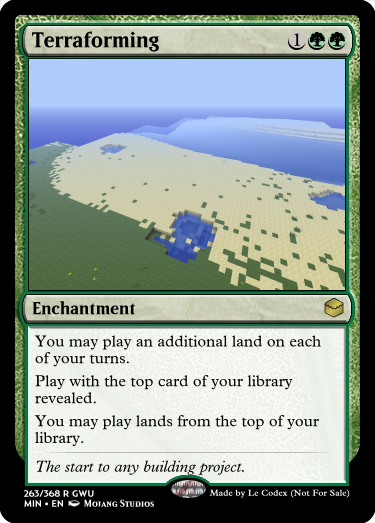 Terraforming 1
Enchantment
You may play an additional land on each
of your turns.
Play with the top card of your library
revealed.
You may play lands from the top of your
library.
The start to any building project.
263/368 R GWU
Made by Le Codex (Not For Sale)
MIN • EN Mojang Studios